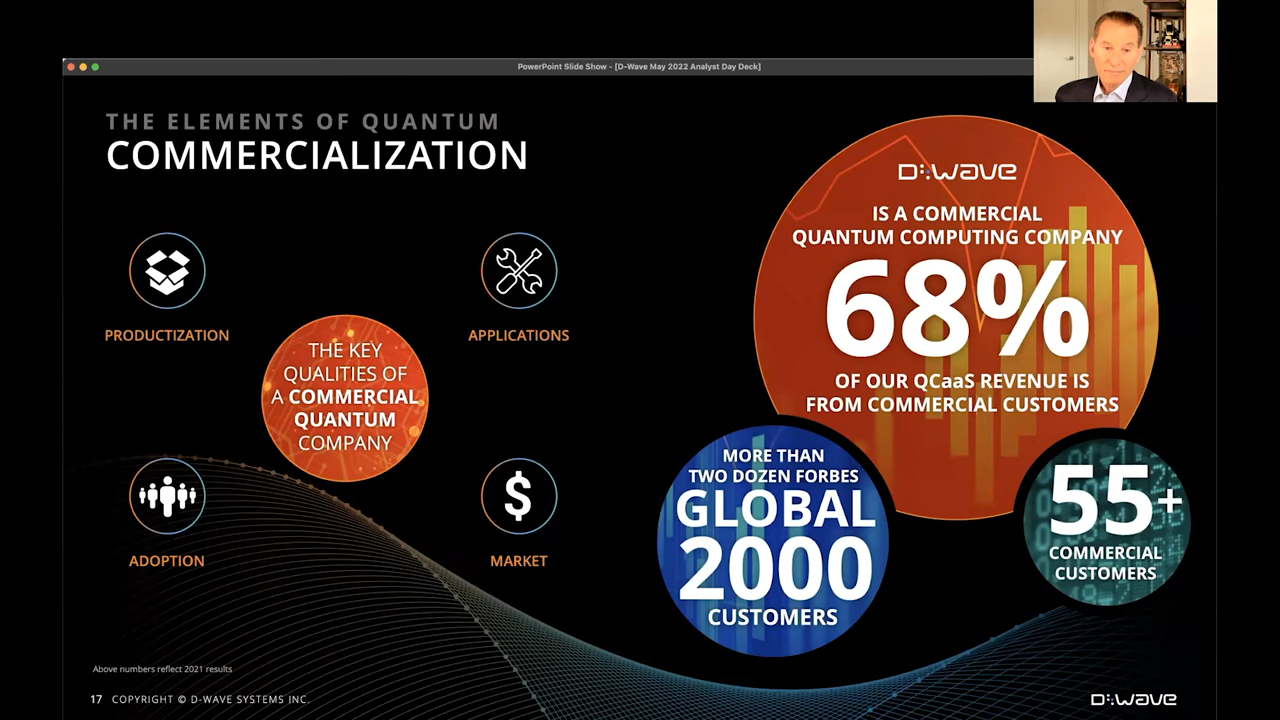 PowerPoint Slide Show - [D-Wave May 2022 Analyst Day Deck]
THE ELEMENTS OF QUANTUM
COMMERCIALIZATION
PRODUCTIZATION
APPLICATIONS
THE KEY
QUALITIES OF
A COMMERCIAL
QUANTUM
COMPANY
ADOPTION
MARKET
$
D:wave
IS A COMMERCIAL
QUANTUM COMPUTING COMPANY
68%
OF OUR QCaaS REVENUE IS
FROM COMMERCIAL CUSTOMERS
MORE THAN
TWO DOZEN FORBES
GLOBAL
2000
CUSTOMERS
55+
COMMERCIAL
CUSTOMERS
Above numbers reflect 2021 results
17 COPYRIGHT © D-WAVE SYSTEMS INC.
D:wave